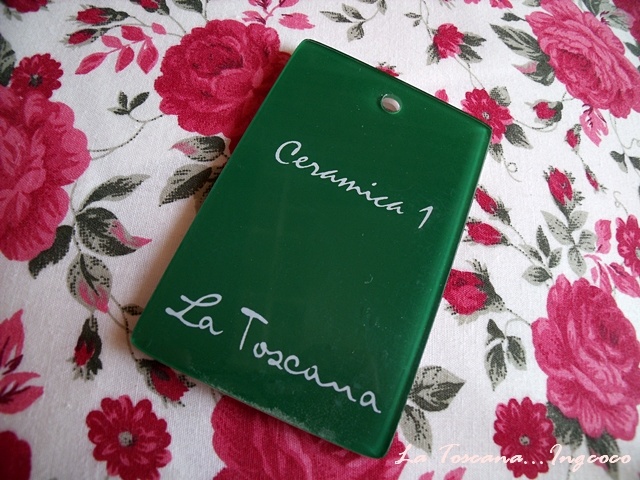 Ceramica 1
La Toscana
La Toscana...Ingcoco